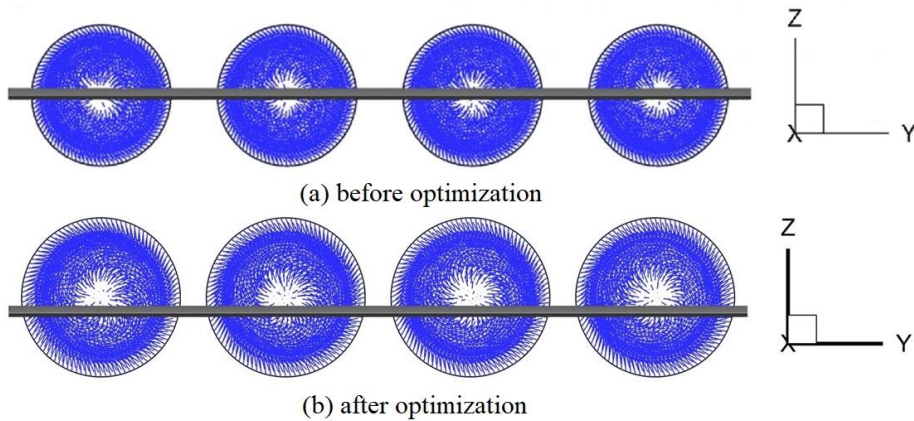 Z
X Y
(a) before optimization
Z
X Y
(b) after optimization